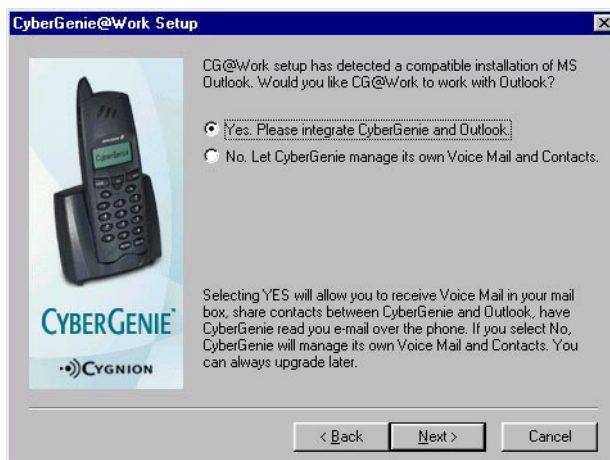 CyberGenie@Work Setup
CG@Work setup has detected a compatible installation of MS
Outlook. Would you like CG@Work to work with Outlook?
Yes. Please integrate CyberGenie and Outlook.
No. Let CyberGenie manage its own Voice Mail and Contacts.
CyberGenie
Selecting YES will allow you to receive Voice Mail in your mail
box, share contacts between CyberGenie and Outlook, have
CyberGenie read you e-mail over the phone. If you select No,
CyberGenie will manage its own Voice Mail and Contacts. You
can always upgrade later.
CYBERGENIE
CYGNION
< Back
Next >
Cancel